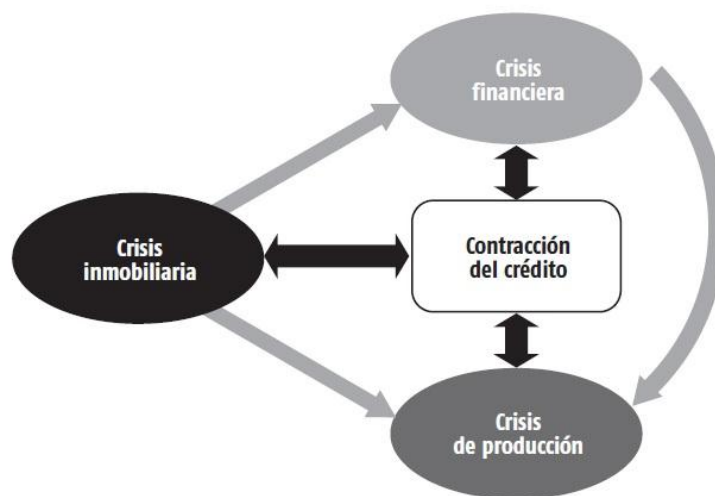 Crisis
financiera
Crisis
inmobiliaria
Contracción
del crédito
Crisis
de producción